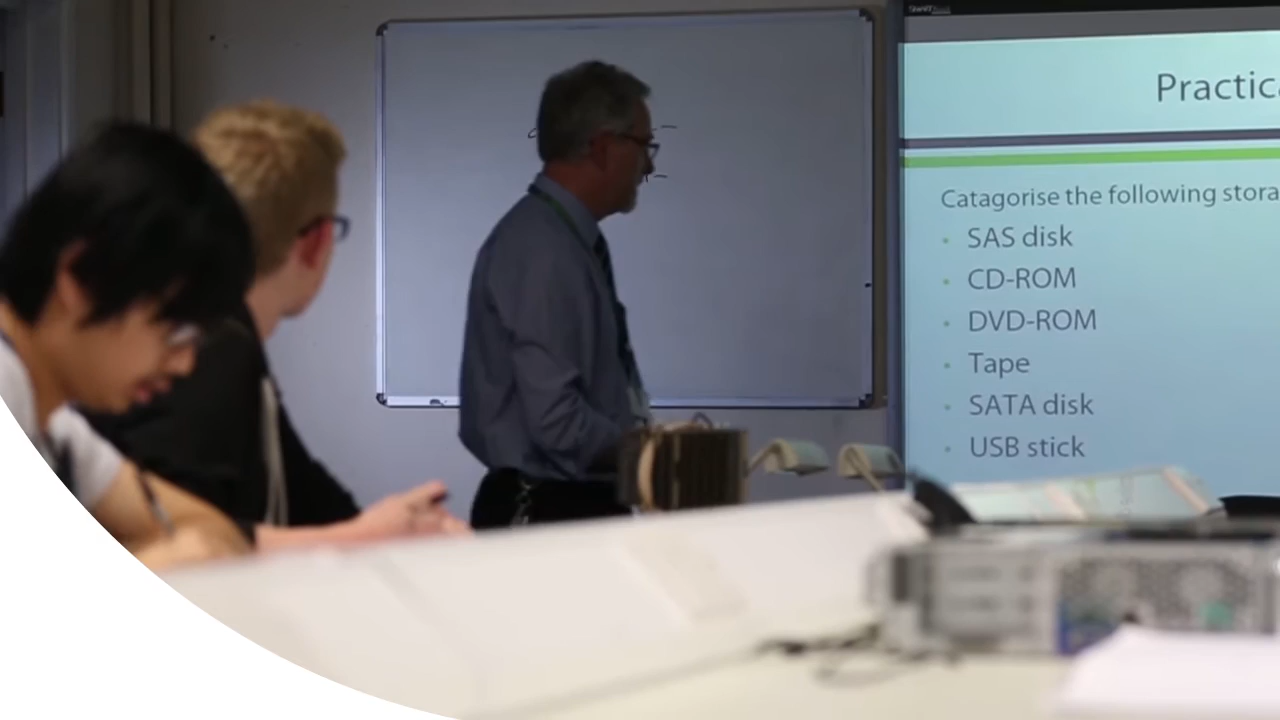 Practica
Catagorise the following stora
SAS disk
CD-ROM
DVD-ROM
Tape
SATA disk
USB stick